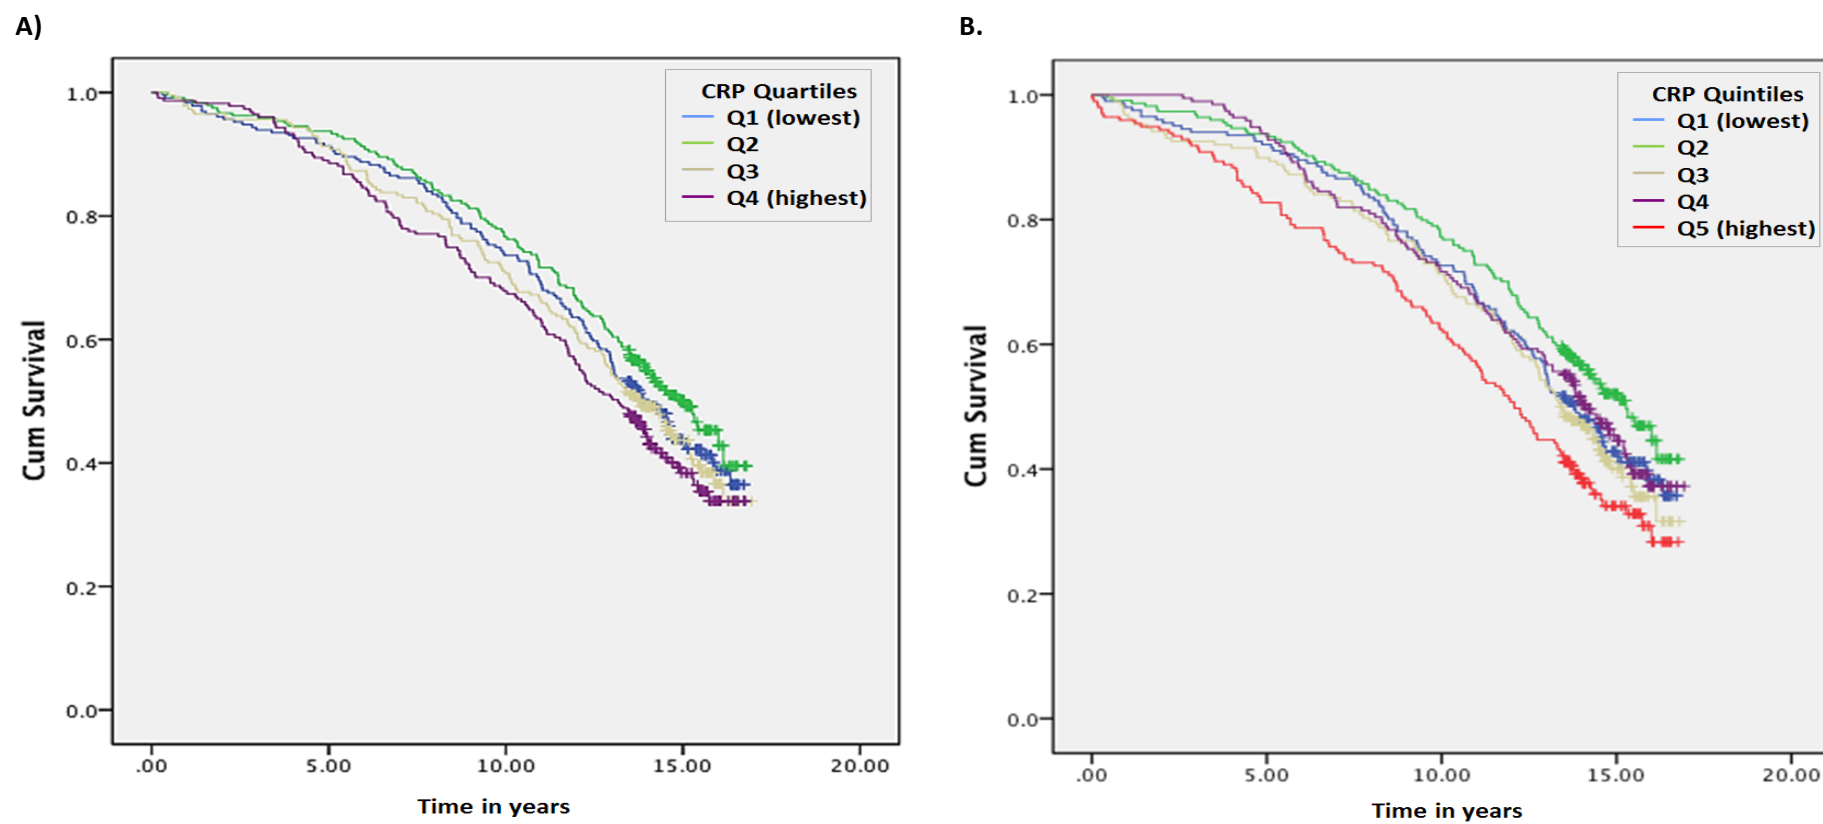 A)
CRP Quartiles
Q1 (lowest)
Q2
Q3
Q4 (highest)
1.0
0.8
0.6
0.4
0.2
0.0
Cum Survival
.00
5.00
10.00
15.00
20.00
Time in years
B.
CRP Quintiles
Q1 (lowest)
Q2
Q3
Q4
Q5 (highest)
1.0
0.8
0.6
0.4
0.2
0.0
Cum Survival
.00
5.00
10.00
15.00
20.00
Time in years